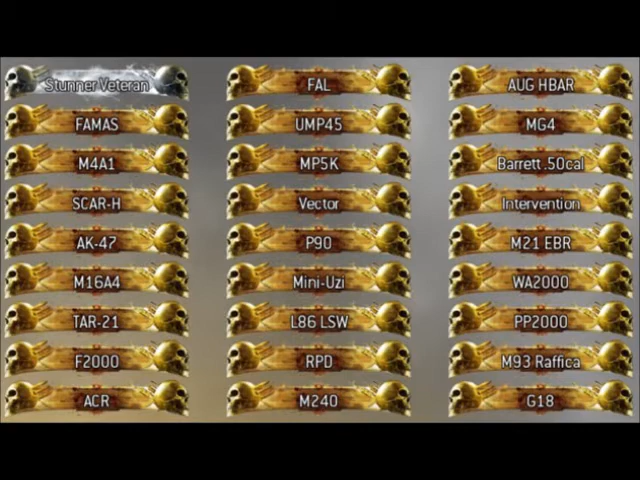 Stunner Veteran
FAL
AUG HBAR
FAMAS
UMP45
MG4
M4A1
MP5K
Barrett .50cal
SCAR-H
Vector
Intervention
AK-47
P90
M21 EBR
M16A4
Mini-Uzi
WA2000
TAR-21
L86 LSW
PP2000
F2000
RPD
M93 Raffica
ACR
M240
G18